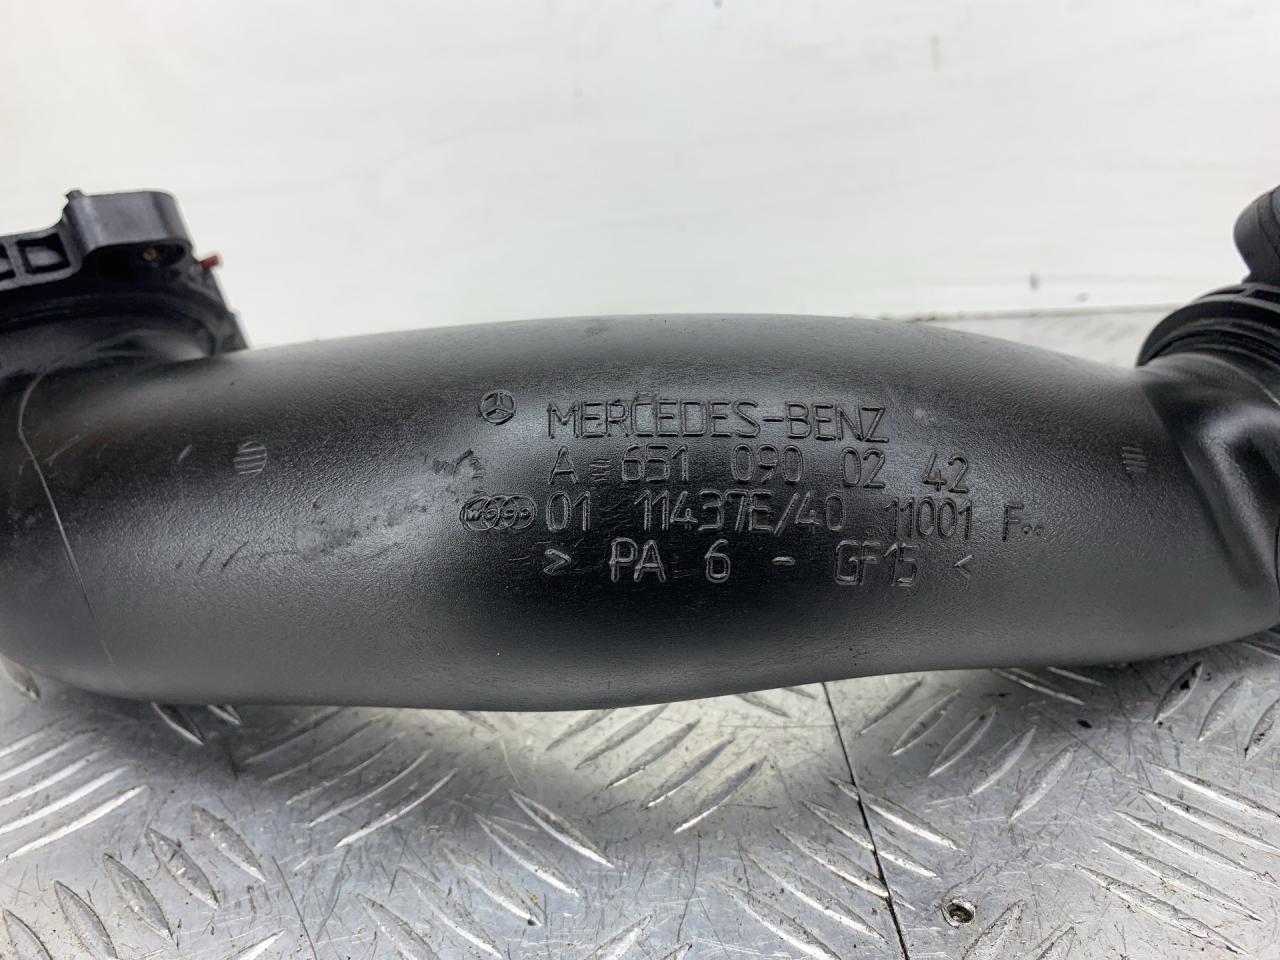 MERCEDES-BENZ
A 651 090 02 42
01 11437E/40 11001 F..
> PA 6 - GF15 <